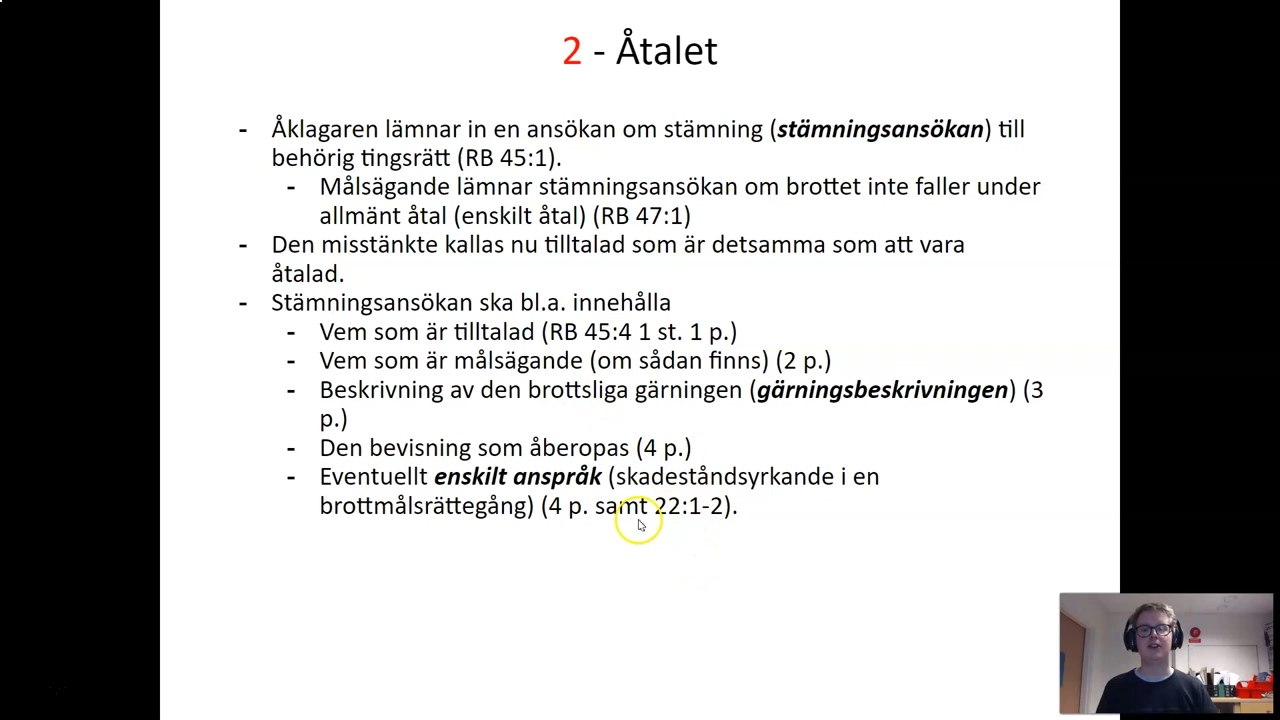 2 - Åtalet
- Åklagaren lämnar in en ansökan om stämning (stämningsansökan) till
behörig tingsrätt (RB 45:1).
- Målsägande lämnar stämningsansökan om brottet inte faller under
allmänt åtal (enskilt åtal) (RB 47:1)
- Den misstänkte kallas nu tilltalad som är detsamma som att vara
åtalad.
- Stämningsansökan ska bl.a. innehålla
- Vem som är tilltalad (RB 45:4 1 st. 1 p.)
- Vem som är målsägande (om sådan finns) (2 p.)
- Beskrivning av den brottsliga gärningen (gärningsbeskrivningen) (3
p.)
- Den bevisning som åberopas (4 p.)
- Eventuellt enskilt anspråk (skadeståndsyrkande i en
brottmålsrättegång) (4 p. samt 22:1-2).